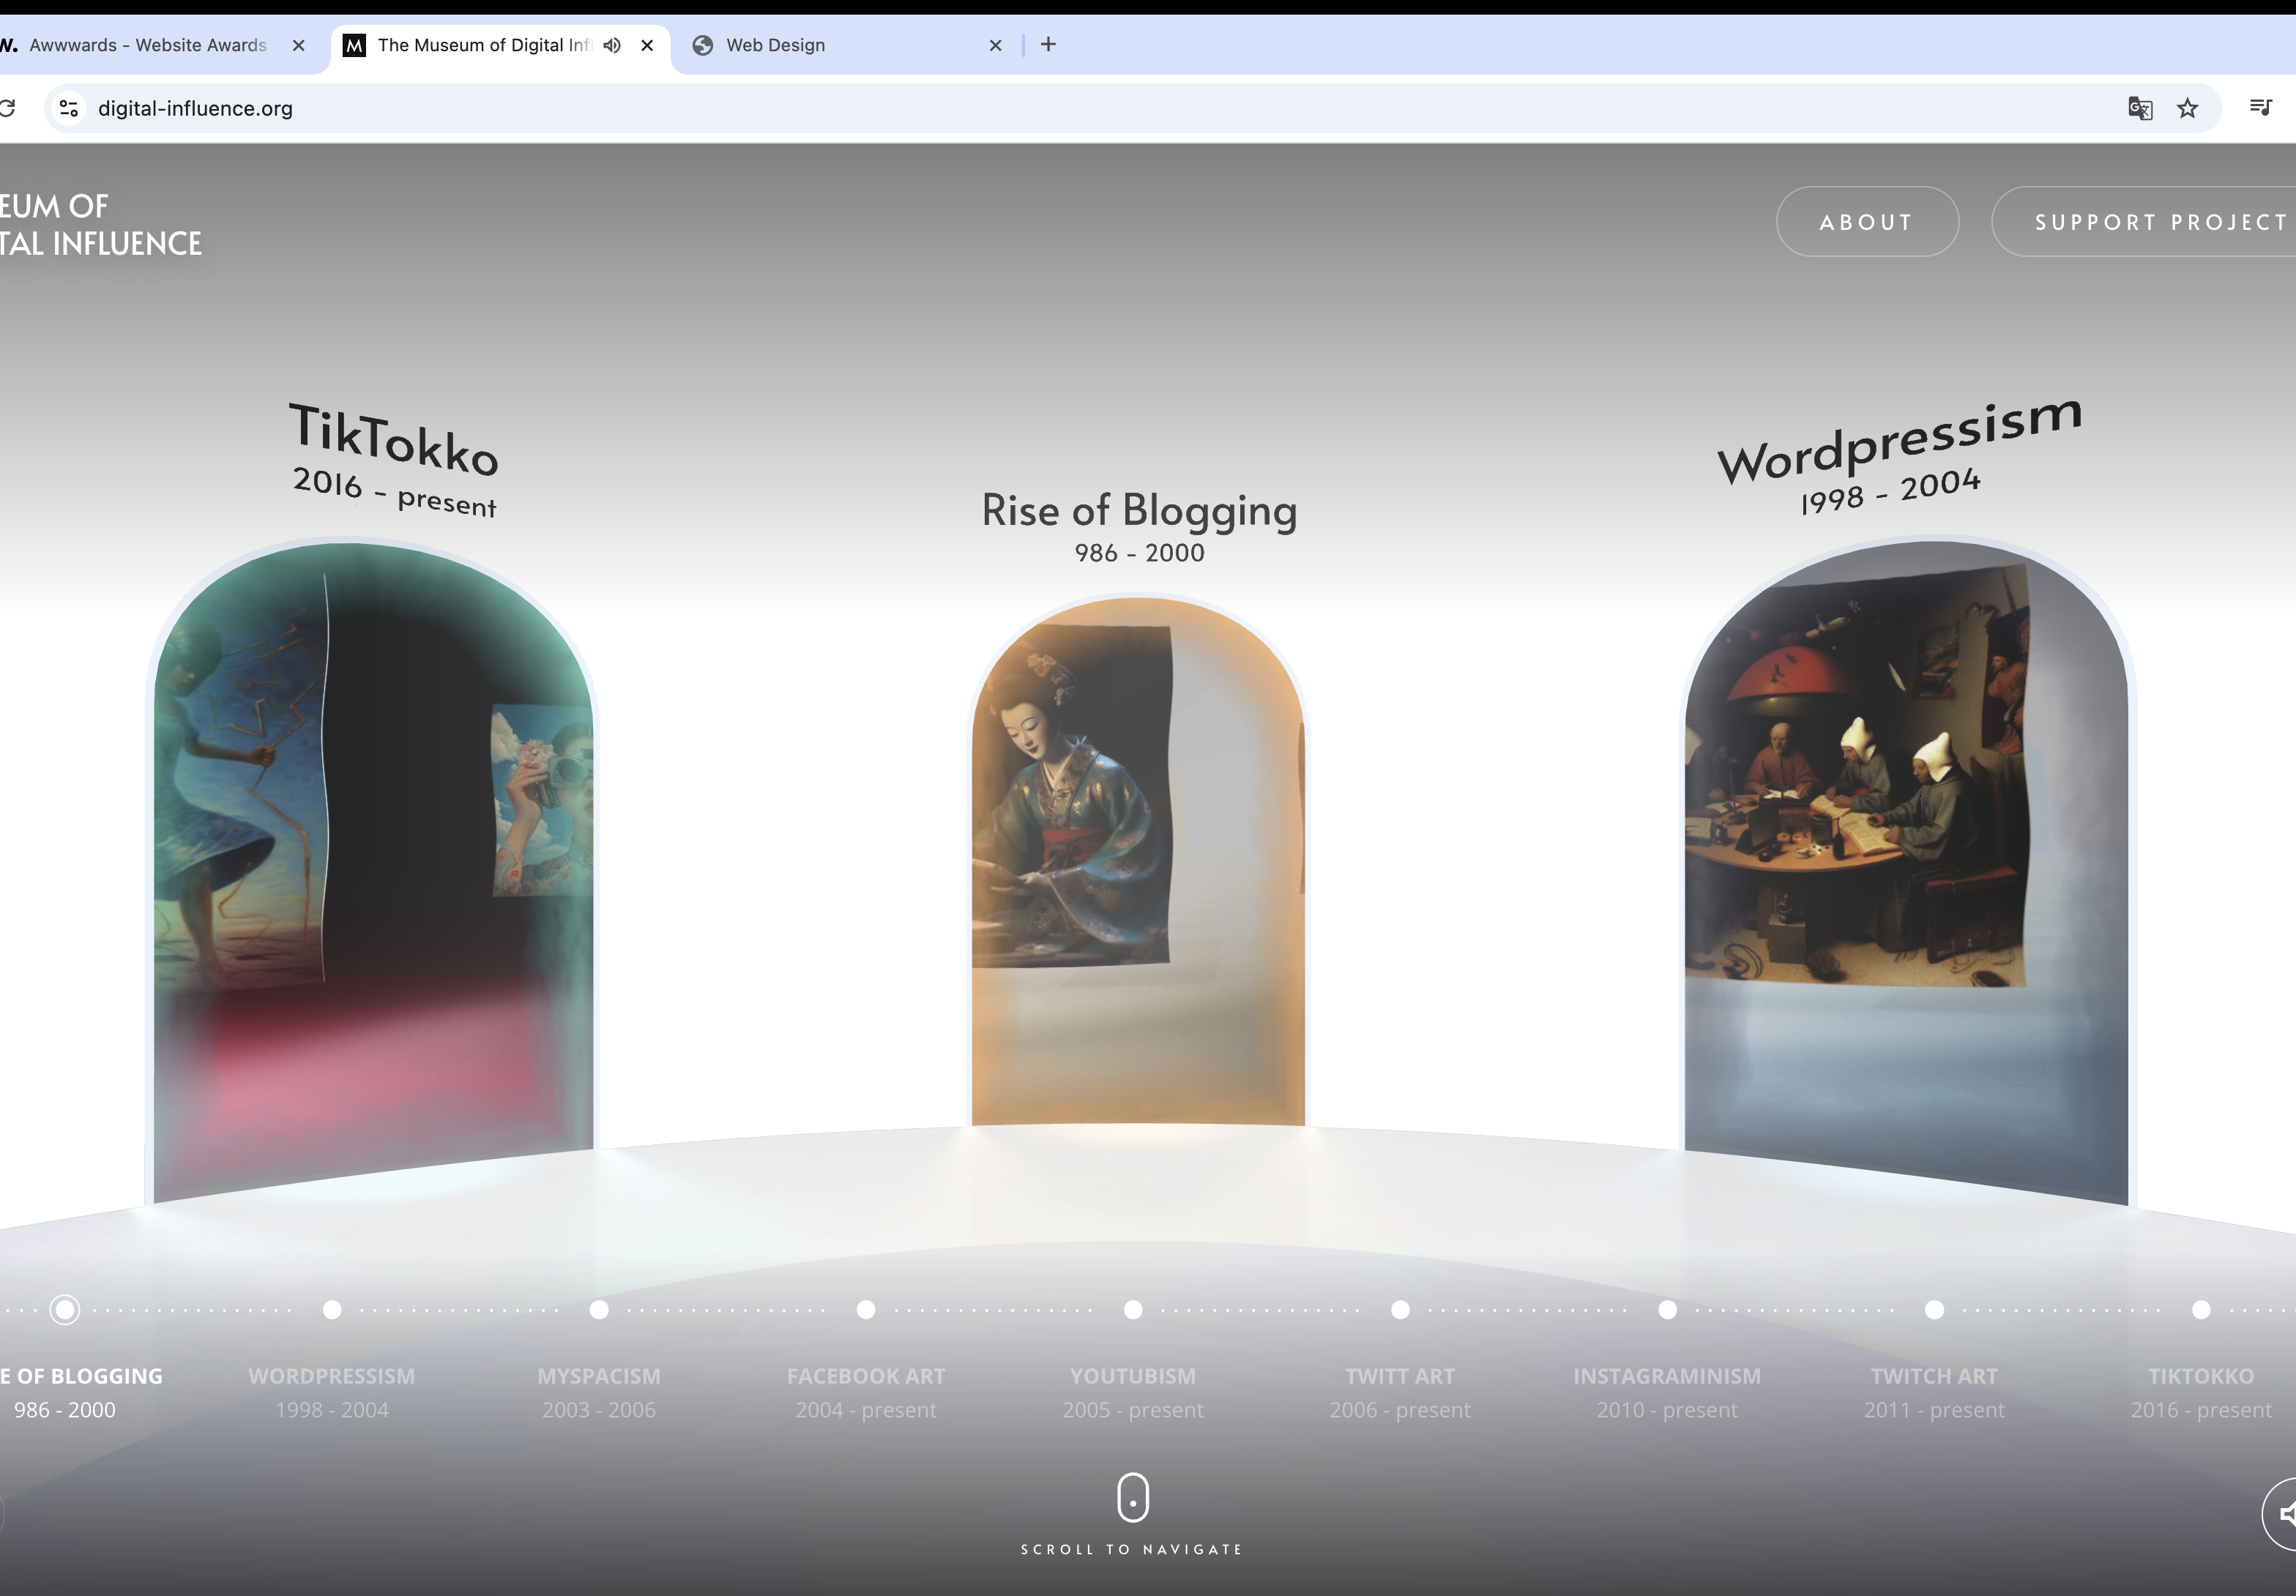 w. Awwwards - Website Awards
M The Museum of Digital Inf
Web Design
digital-influence.org
EUM OF
TAL INFLUENCE
ABOUT
SUPPORT PROJECT
TikTokko
2016 - present
Rise of Blogging
986 - 2000
Wordpressism
1998 - 2004
E OF BLOGGING
986 - 2000
WORDPRESSISM
1998 - 2004
MYSPACISM
2003 - 2006
FACEBOOK ART
2004 - present
YOUTUBISM
2005 - present
TWITT ART
2006 - present
INSTAGRAMINISM
2010 - present
TWITCH ART
2011 - present
TIKTOKKO
2016 - present
SCROLL TO NAVIGATE